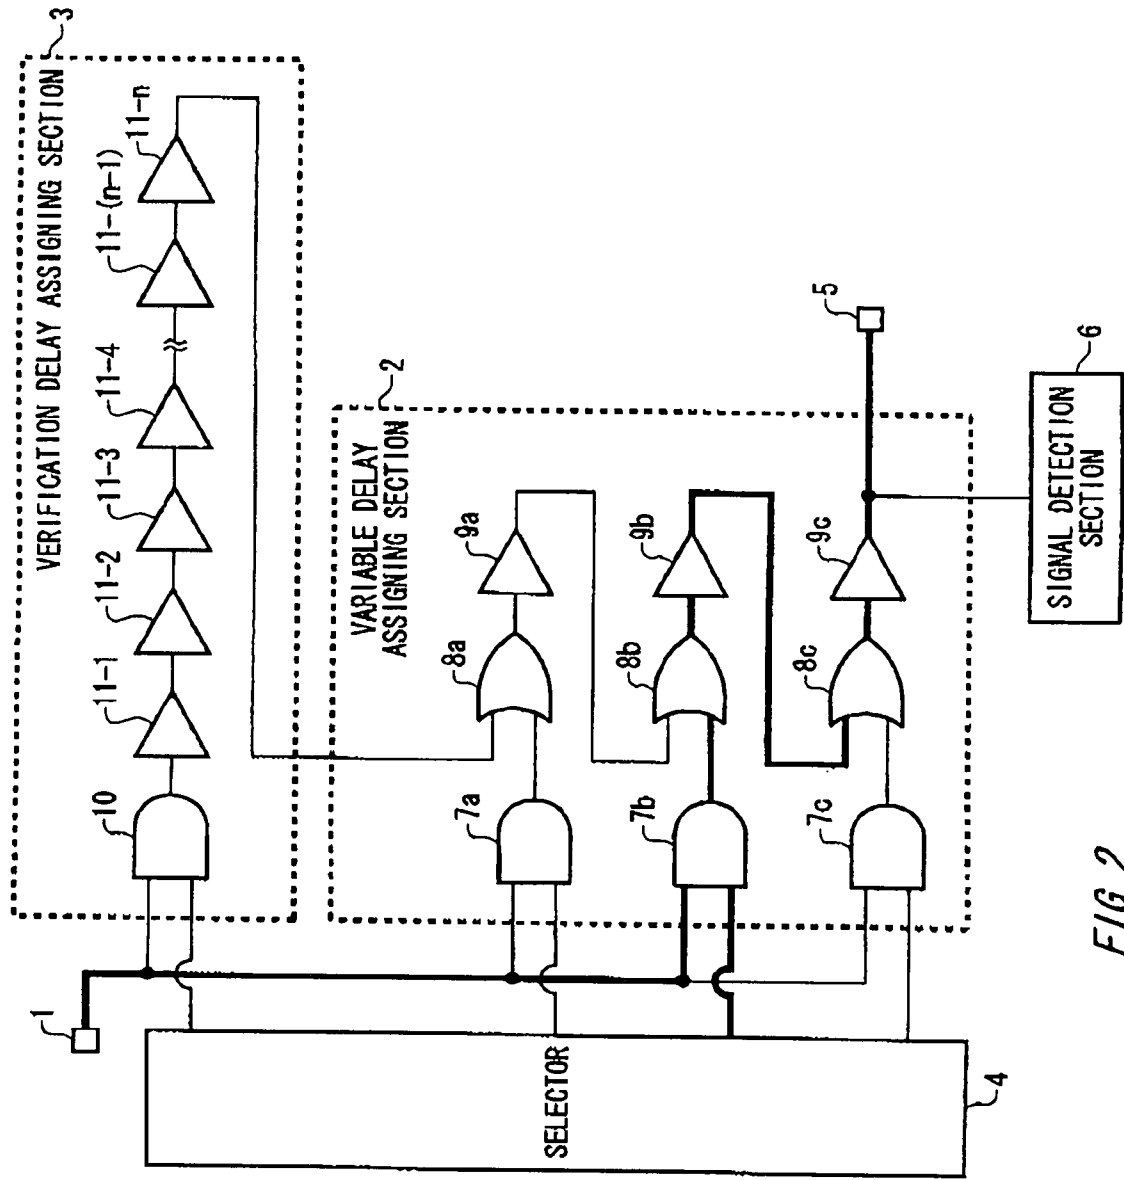 VERIFICATION DELAY ASSIGNING SECTION
3
10
11-1
11-2
11-3
11-4
11-(n-1)
11-n
1
VARIABLE DELAY
ASSIGNING SECTION
2
7a
8a
9a
7b
8b
9b
7c
8c
9c
5
SELECTOR
4
SIGNAL DETECTION
SECTION
6
FIG. 2